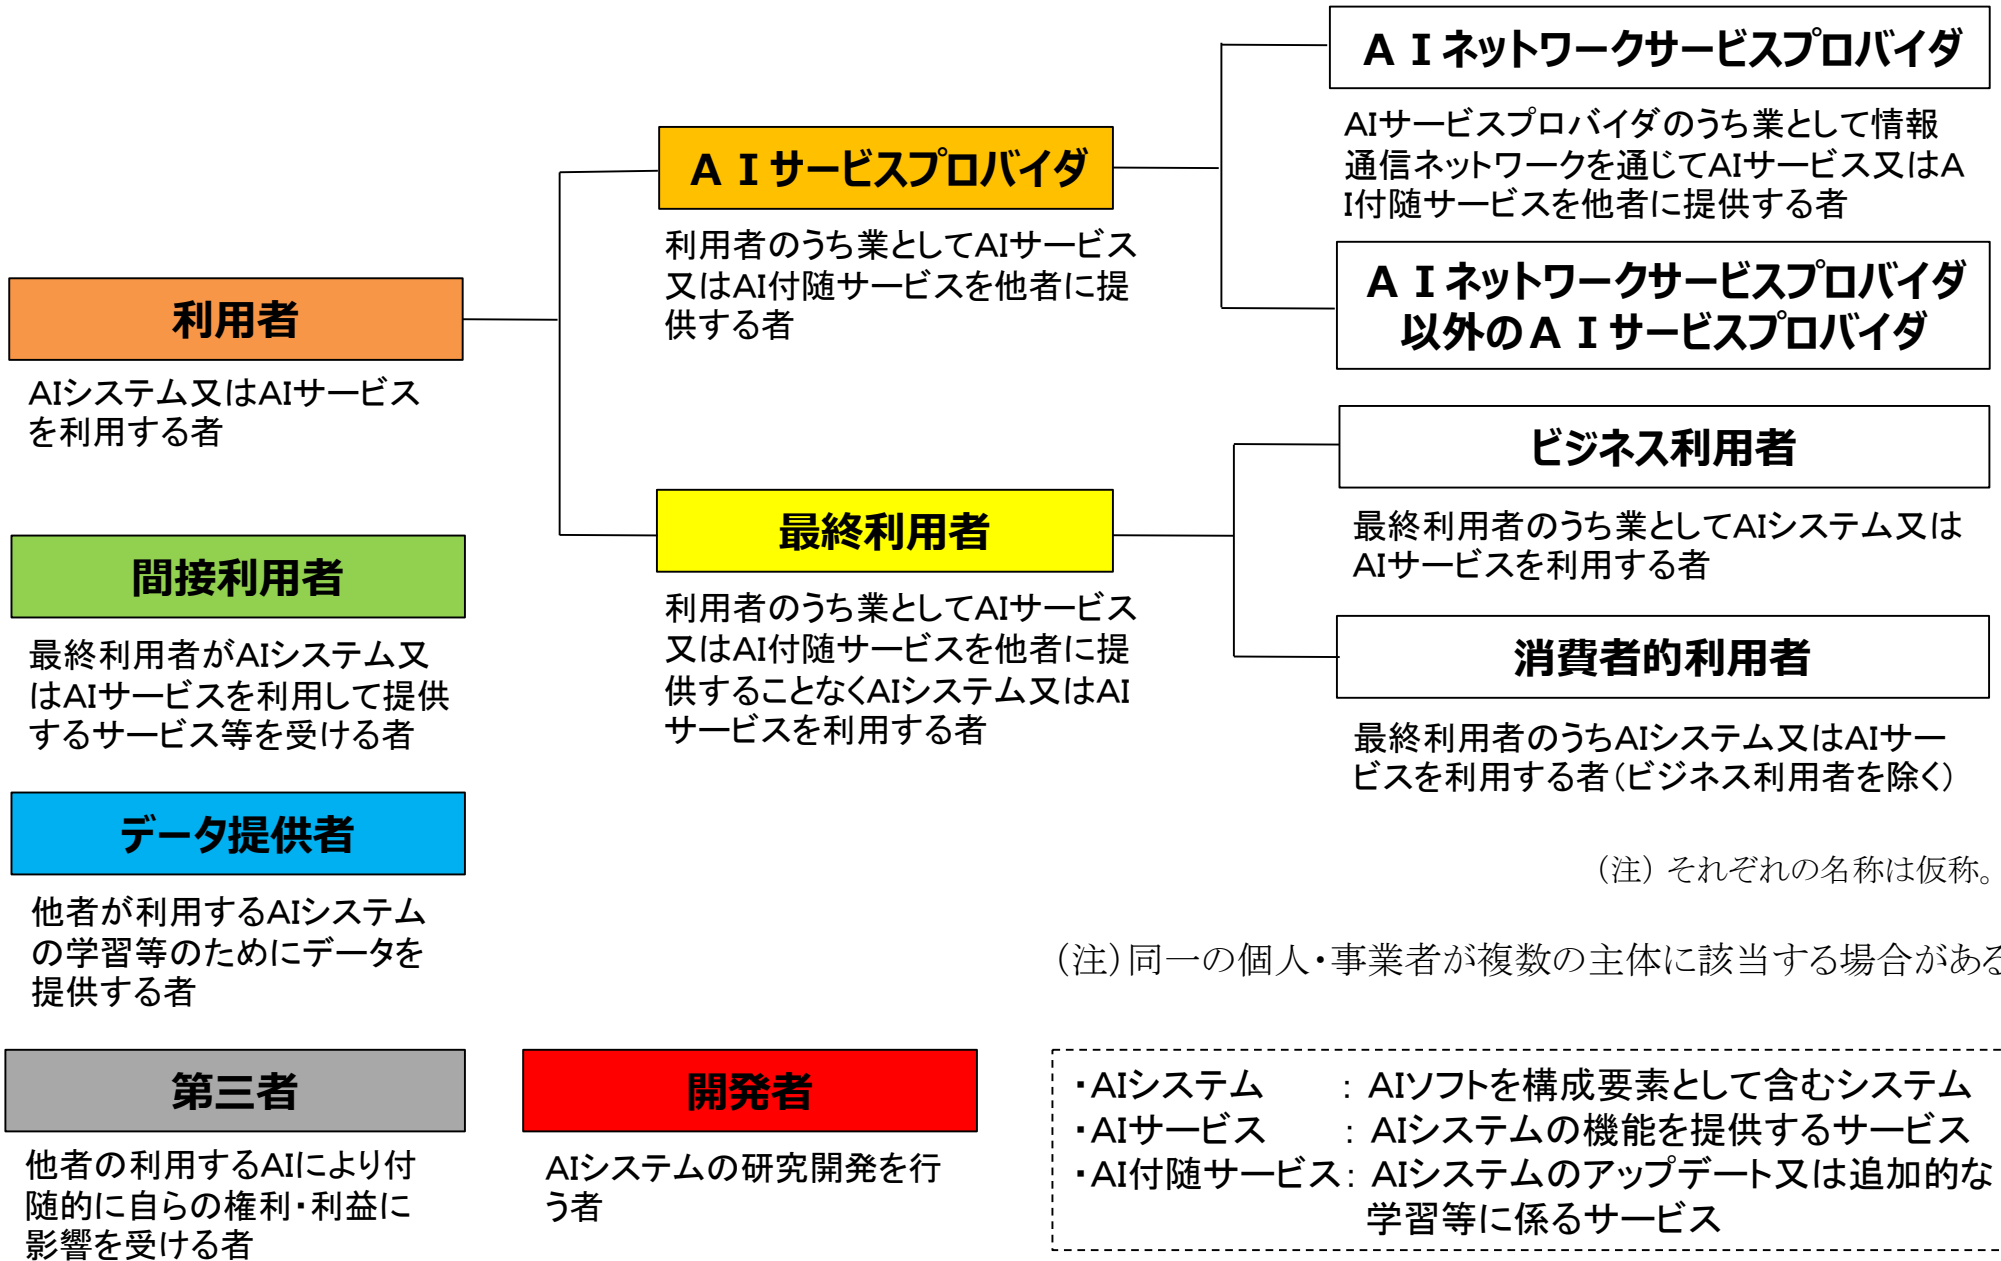 利用者
AIシステム又はAIサービス
を利用する者
間接利用者
最終利用者がAIシステム又
はAIサービスを利用して提供
するサービス等を受ける者
データ提供者
他者が利用するAIシステム
の学習等のためにデータを
提供する者
第三者
他者の利用するAIにより付
随的に自らの権利・利益に
影響を受ける者
開発者
AIシステムの研究開発を行
う者
ＡＩサービスプロバイダ
利用者のうち業としてAIサービス
又はAI付随サービスを他者に提
供する者
最終利用者
利用者のうち業としてAIサービス
又はAI付随サービスを他者に提
供することなくAIシステム又はAI
サービスを利用する者
ＡＩネットワークサービスプロバイダ
AIサービスプロバイダのうち業として情報
通信ネットワークを通じてAIサービス又はA
I付随サービスを他者に提供する者
ＡＩネットワークサービスプロバイダ
以外のＡＩサービスプロバイダ
ビジネス利用者
最終利用者のうち業としてAIシステム又は
AIサービスを利用する者
消費者的利用者
最終利用者のうちAIシステム又はAIサー
ビスを利用する者（ビジネス利用者を除く）
（注）それぞれの名称は仮称。
（注）同一の個人・事業者が複数の主体に該当する場合がある
・AIシステム　　：AIソフトを構成要素として含むシステム
・AIサービス　　：AIシステムの機能を提供するサービス
・AI付随サービス：AIシステムのアップデート又は追加的な
学習等に係るサービス